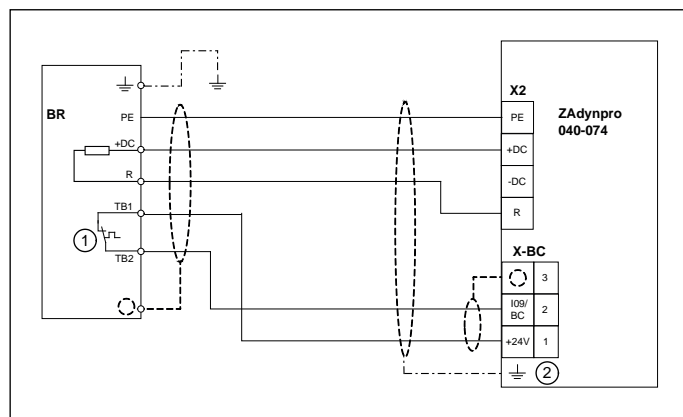 BR
PE
+DC
R
TB1
TB2
1
X2
PE
+DC
-DC
R
ZAdynpro
040-074
X-BC
3
I09/
BC
2
+24V
1
2